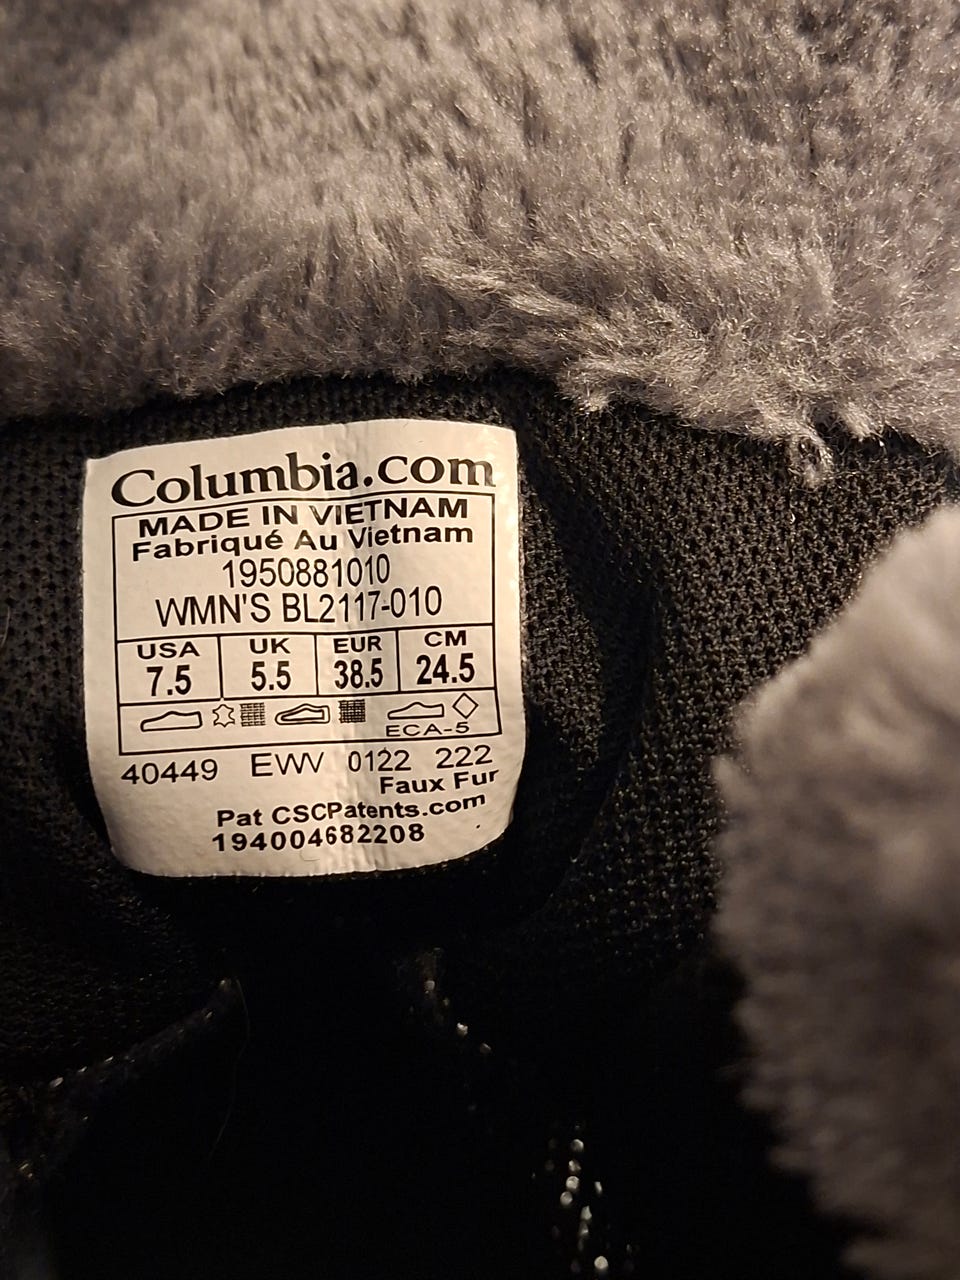 Columbia.com
MADE IN VIETNAM
Fabriqué Au Vietnam
1950881010
WMN'S BL2117-010
USA UK EUR CM
7.5 5.5 38.5 24.5
ECA-5
40449 EWV 0122 222
Faux Fur
Pat CSCPatents.com
194004682208